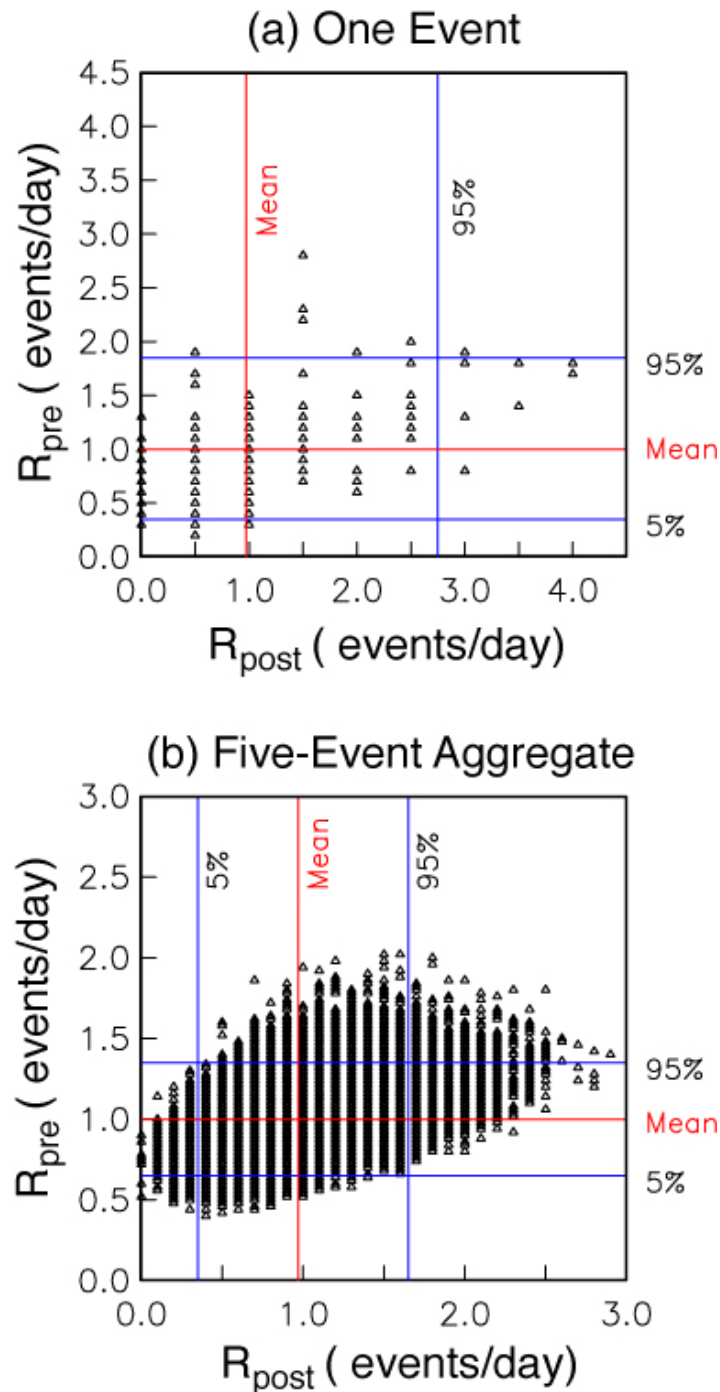 (a) One Event
4.5
4.0
3.5
3.0
2.5
2.0
1.5
1.0
0.5
0.0
R_pre ( events/day)
Mean
95%
95%
Mean
5%
0.0 1.0 2.0 3.0 4.0
R_post ( events/day)
(b) Five-Event Aggregate
3.0
2.5
2.0
1.5
1.0
0.5
0.0
R_pre ( events/day)
5%
Mean
95%
95%
Mean
5%
0.0 1.0 2.0 3.0
R_post ( events/day)